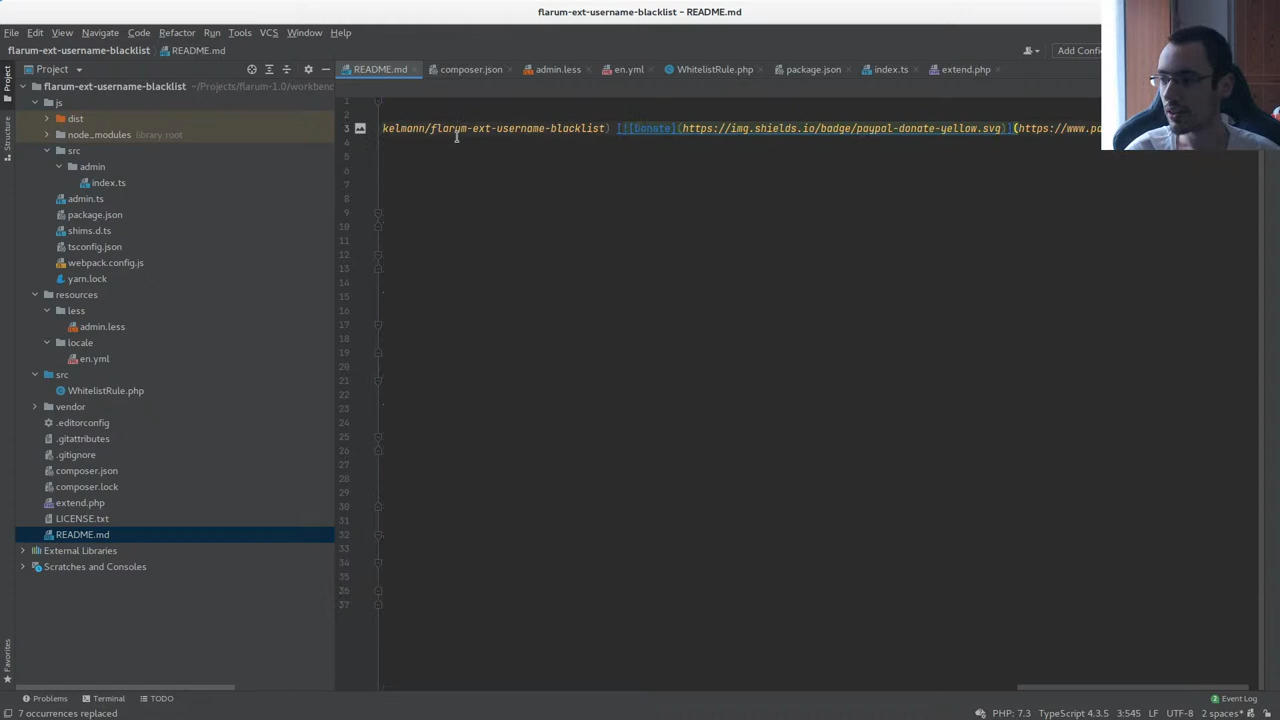 flarum-ext-username-blacklist – README.md
File Edit View Navigate Code Refactor Run Tools VCS Window Help
flarum-ext-username-blacklist README.md Add Confi
Project README.md composer.json admin.less en.yml WhitelistRule.php package.json index.ts extend.php
flarum-ext-username-blacklist ~/Projects/flarum-1.0/workbenc
js
dist
node_modules library root
src
admin
index.ts
admin.ts
package.json
shims.d.ts
tsconfig.json
webpack.config.js
yarn.lock
resources
less
admin.less
locale
en.yml
src
WhitelistRule.php
vendor
.editorconfig
.gitattributes
.gitignore
composer.json
composer.lock
extend.php
LICENSE.txt
README.md
External Libraries
Scratches and Consoles
Project
Structure
Favorites
1
2
3 kelmann/flarum-ext-username-blacklist) [![Donate](https://img.shields.io/badge/paypal-donate-yellow.svg)](https://www.pa
4
5
6
7
8
9
10
11
12
13
14
15
16
17
18
19
20
21
22
23
24
25
26
27
28
29
30
31
32
33
34
35
36
37
Problems Terminal TODO Event Log
7 occurrences replaced PHP: 7.3 TypeScript 4.3.5 3:545 LF UTF-8 2 spaces*